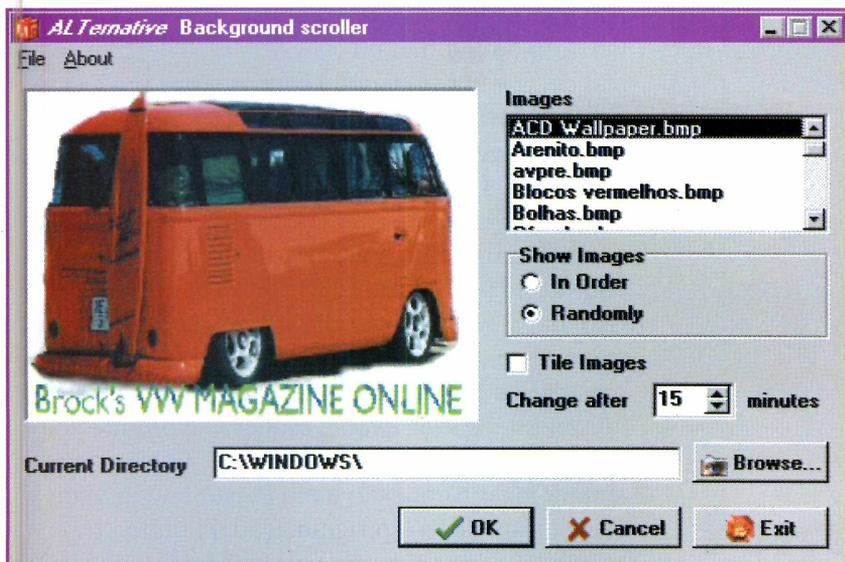 ALTernative Background scroller
File About
Images
ACD Wallpaper.bmp
Arenito.bmp
avpre.bmp
Blocos vermelhos.bmp
Bolhas.bmp
Show Images
In Order
Randomly
Tile Images
Change after 15 minutes
Brock's VW MAGAZINE ONLINE
Current Directory C:\WINDOWS\ Browse...
OK Cancel Exit